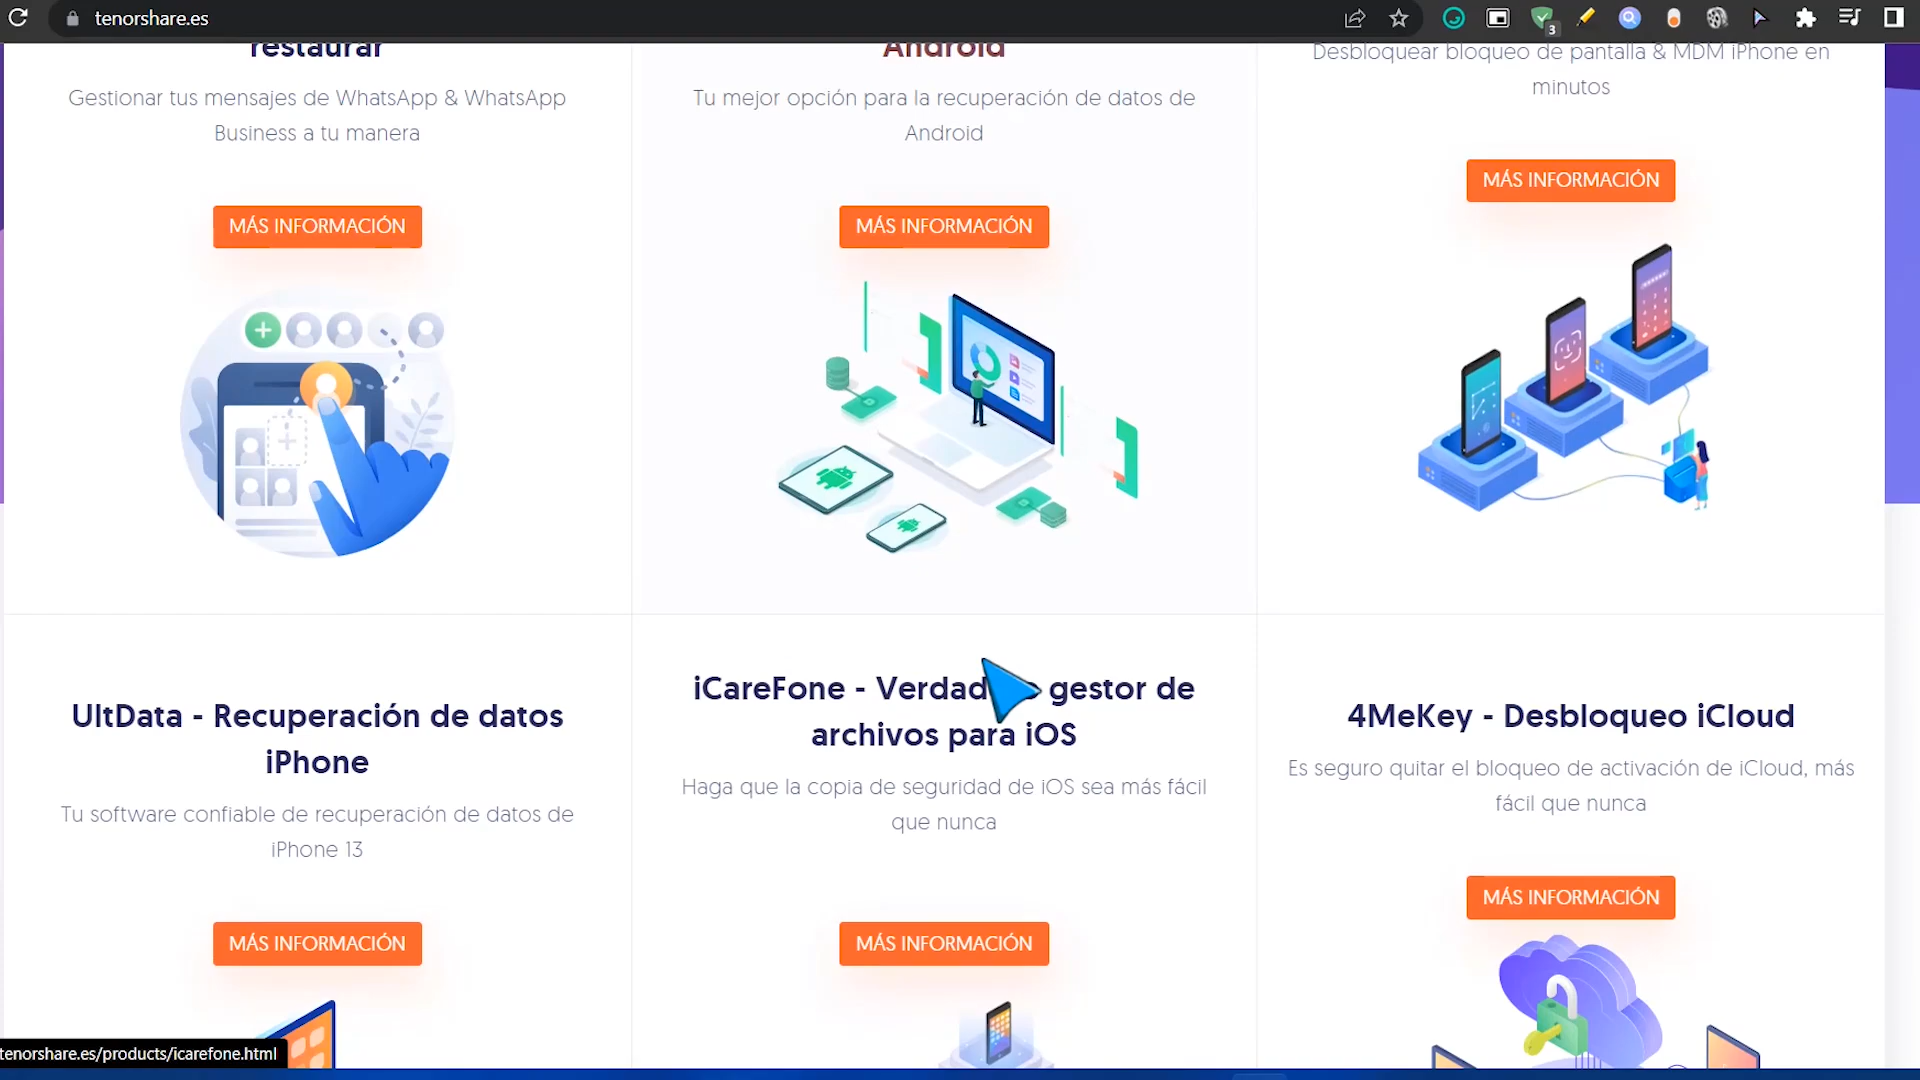 tenorshare.es
3
restaurar
Gestionar tus mensajes de WhatsApp & WhatsApp
Business a tu manera
MÁS INFORMACIÓN
Android
Tu mejor opción para la recuperación de datos de
Android
MÁS INFORMACIÓN
Desbloquear bloqueo de pantalla & MDM iPhone en
minutos
MÁS INFORMACIÓN
UltData - Recuperación de datos
iPhone
Tu software confiable de recuperación de datos de
iPhone 13
MÁS INFORMACIÓN
iCareFone - Verdad gestor de
archivos para iOS
Haga que la copia de seguridad de iOS sea más fácil
que nunca
MÁS INFORMACIÓN
4MeKey - Desbloqueo iCloud
Es seguro quitar el bloqueo de activación de iCloud, más
fácil que nunca
MÁS INFORMACIÓN
tenorshare.es/products/icarefone.html